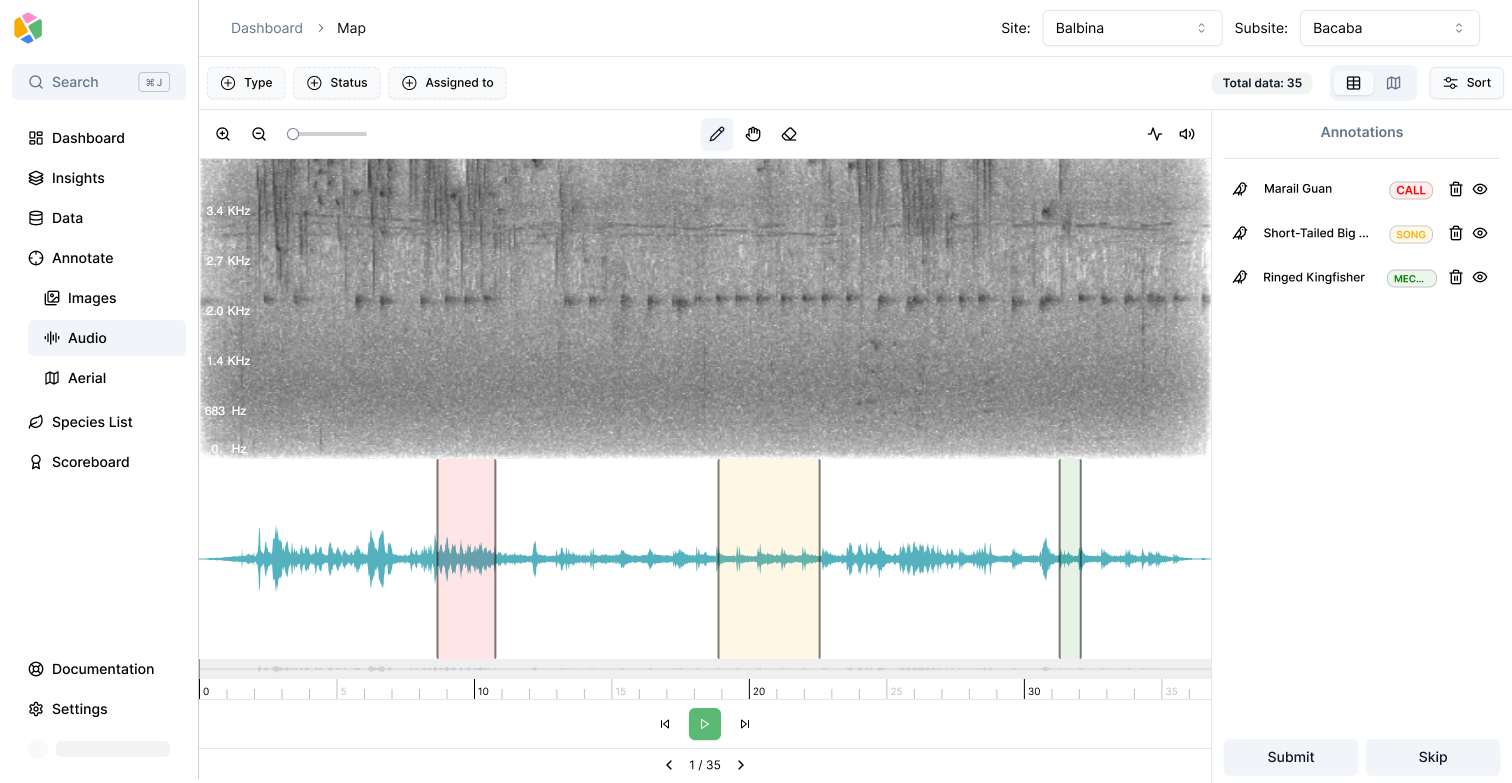 Dashboard > Map
Site: Balbina Subsite: Bacaba
Search ⌘ J
Dashboard
Insights
Data
Annotate
Images
Audio
Aerial
Species List
Scoreboard
Documentation
Settings
Type Status Assigned to
Total data: 35
Sort
3.4 KHz
2.7 KHz
2.0 KHz
1.4 KHz
683 Hz
0 Hz
0 5 10 15 20 25 30 35
1 / 35
Annotations
Marail Guan CALL
Short-Tailed Big ... SONG
Ringed Kingfisher MEC...
Submit Skip